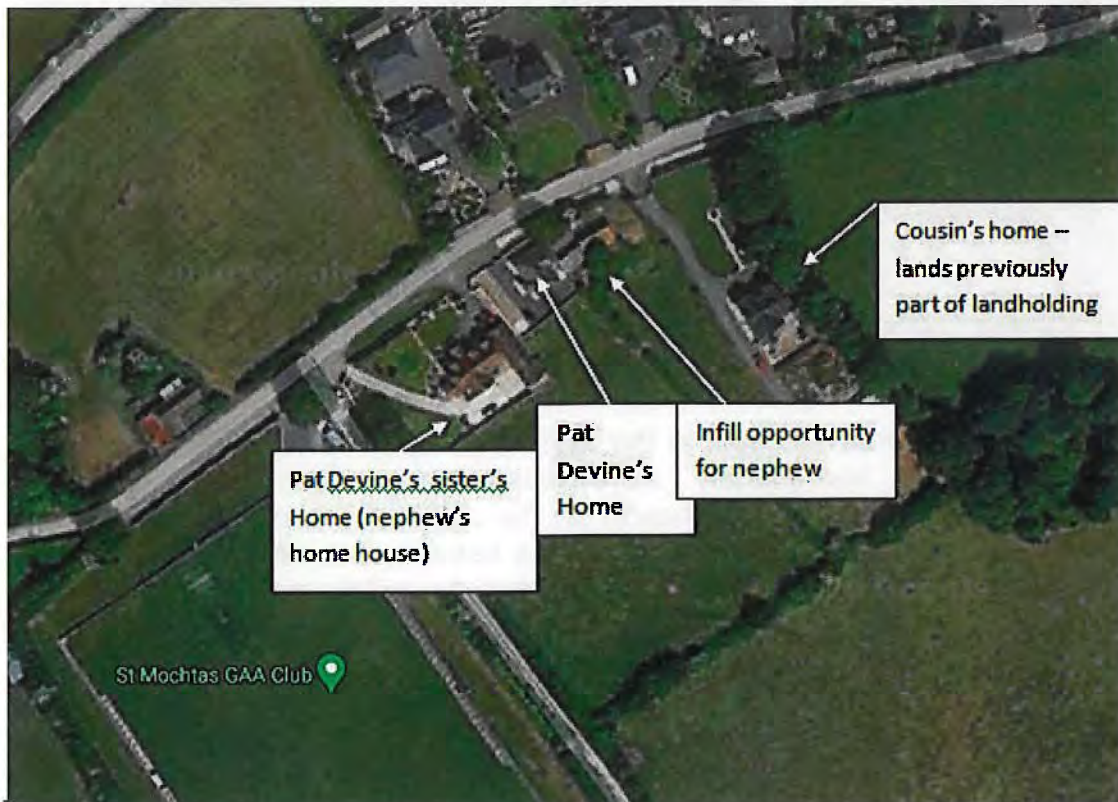 Cousin's home –
lands previously
part of landholding
Pat
Devine's
Home
Infill opportunity
for nephew
Pat Devine's sister's
Home (nephew's
home house)
St Mochtas GAA Club